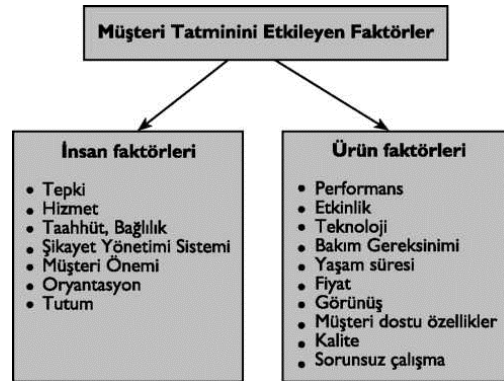 Müşteri Tatminini Etkileyen Faktörler
İnsan faktörleri
• Tepki
• Hizmet
• Taahhüt, Bağlılık
• Şikayet Yönetimi Sistemi
• Müşteri Önemi
• Oryantasyon
• Tutum
Ürün faktörleri
• Performans
• Etkinlik
• Teknoloji
• Bakım Gereksinimi
• Yaşam süresi
• Fiyat
• Görünüş
• Müşteri dostu özellikler
• Kalite
• Sorunsuz çalışma